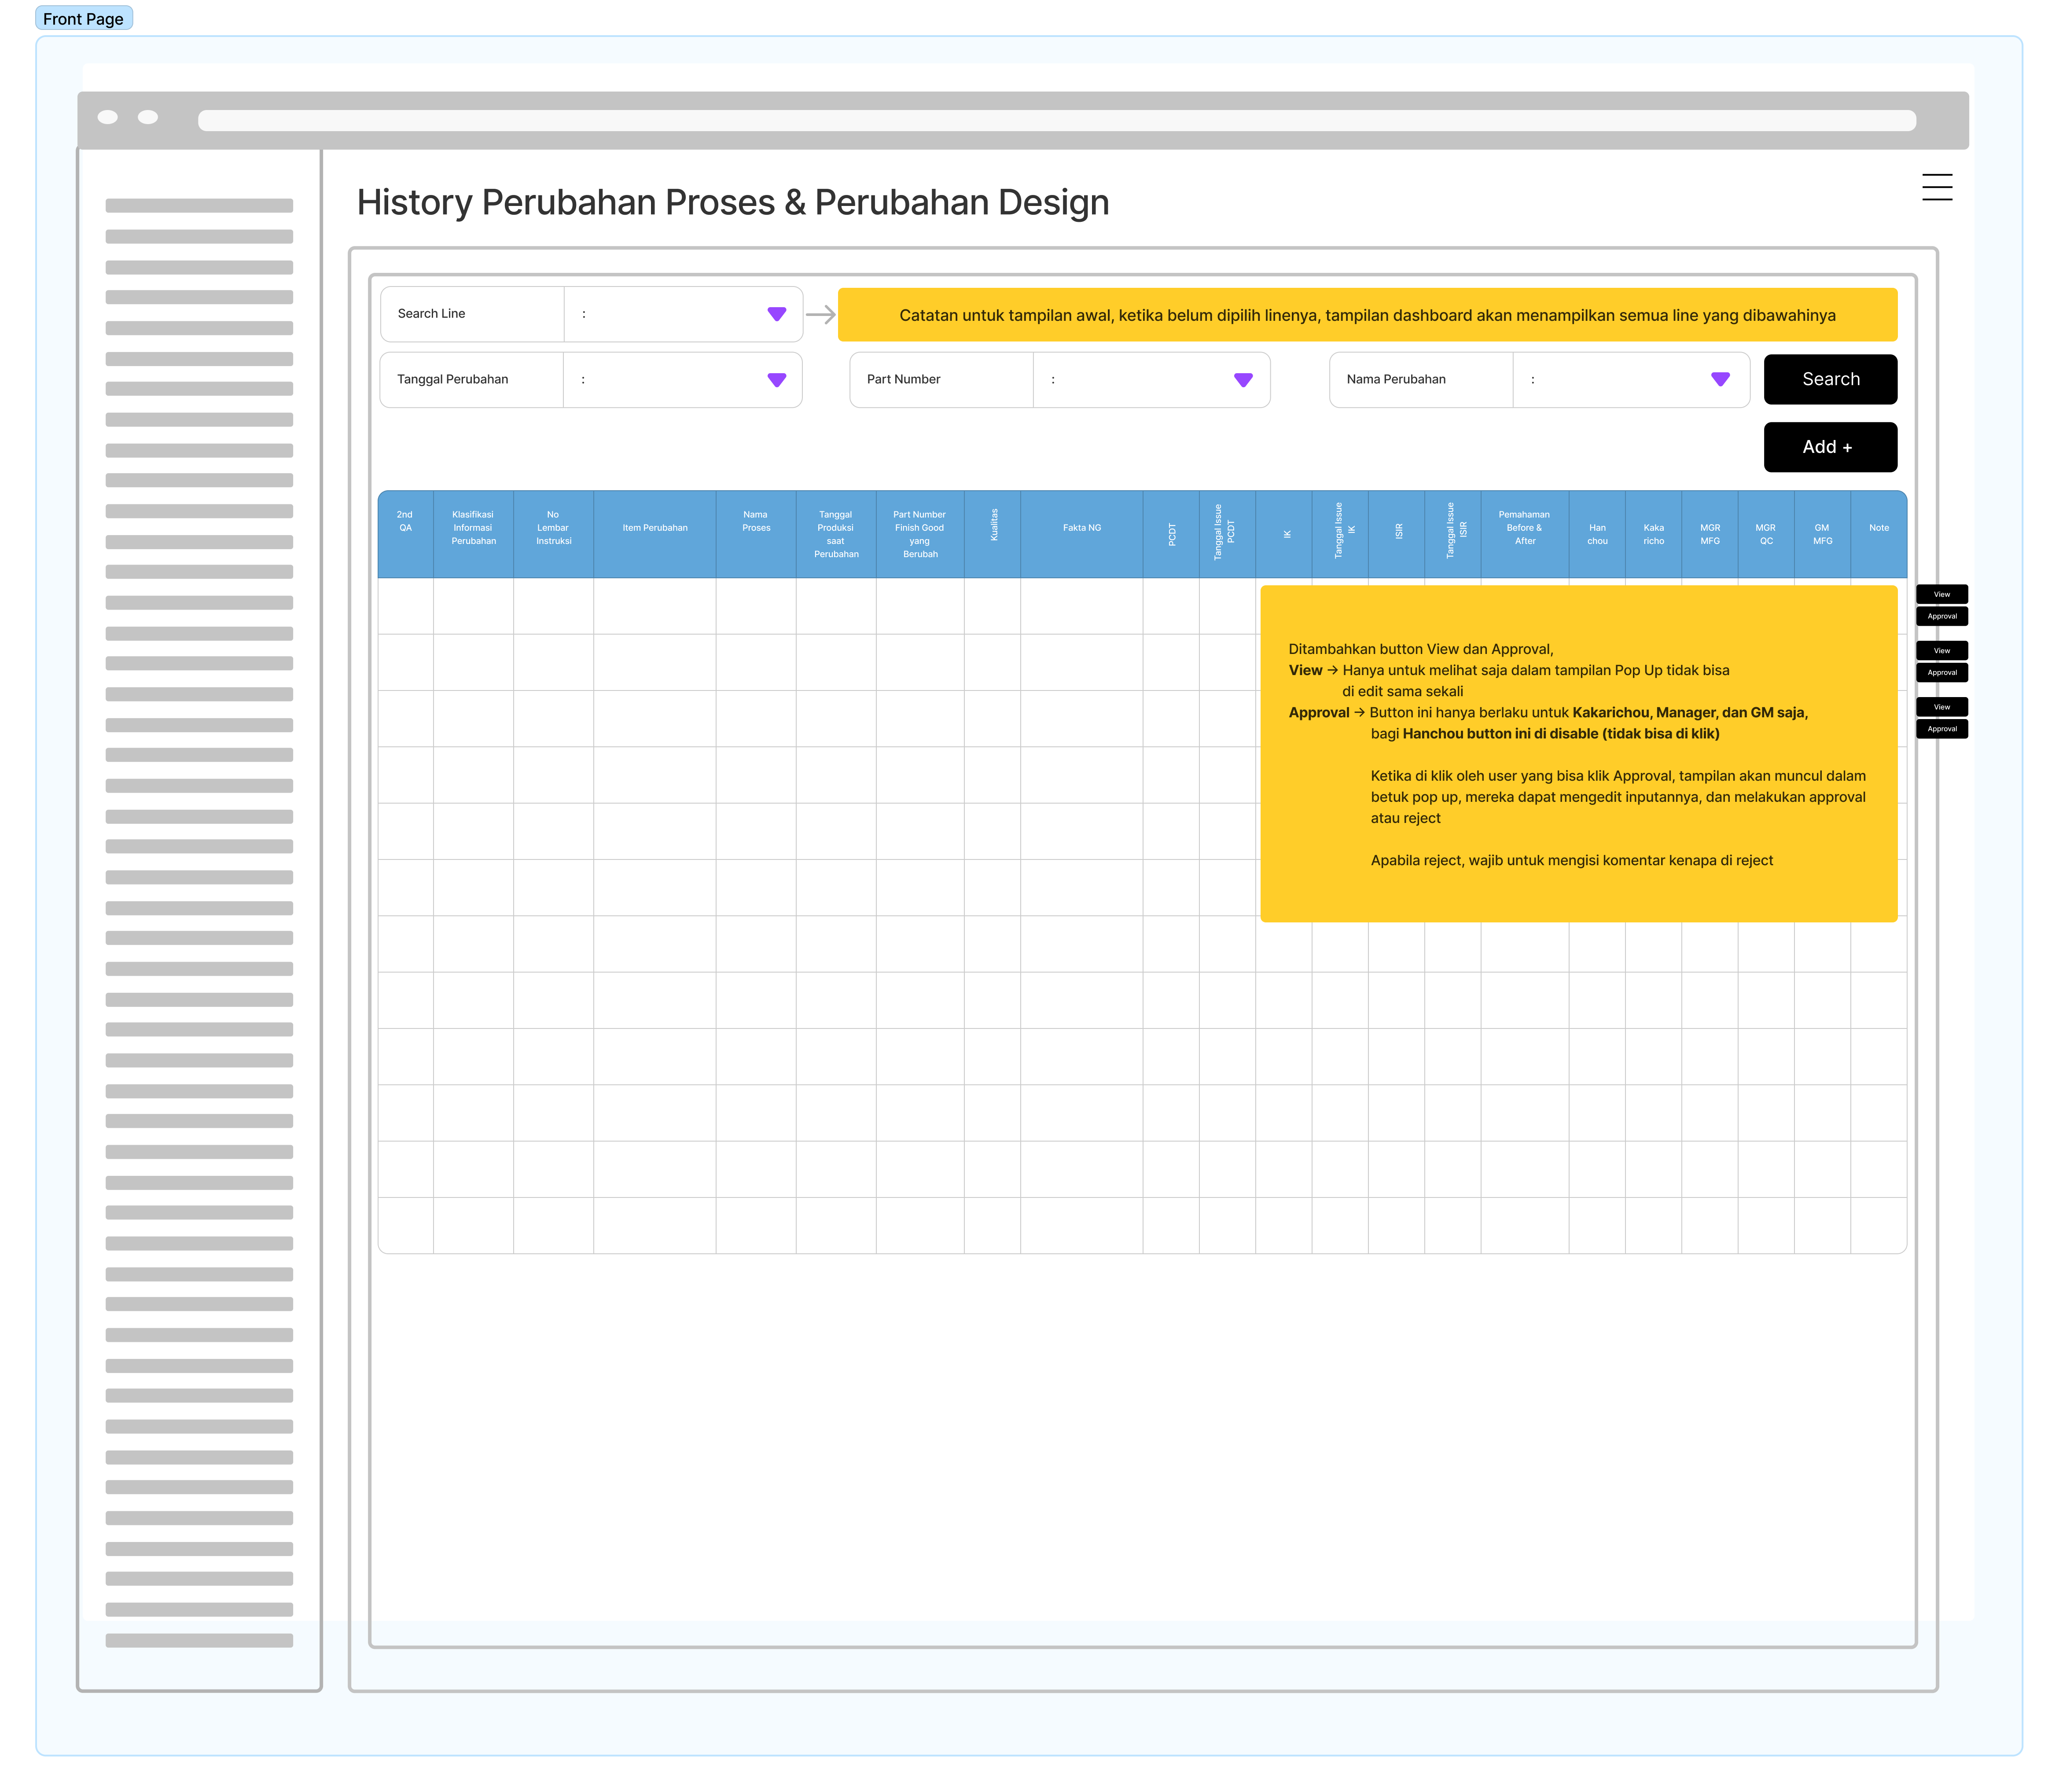 Front Page
History Perubahan Proses & Perubahan Design
Search Line
:
Catatan untuk tampilan awal, ketika belum dipilih linenya, tampilan dashboard akan menampilkan semua line yang dibawahinya
Tanggal Perubahan
:
Part Number
:
Nama Perubahan
:
Search
Add +
2nd
QA
Klasifikasi
Informasi
Perubahan
No
Lembar
Instruksi
Item Perubahan
Nama
Proses
Tanggal
Produksi
saat
Perubahan
Part Number
Finish Good
yang
Berubah
Kualitas
Fakta NG
PCDT
Tanggal Issue
PCDT
IK
Tanggal Issue
IK
ISIR
Tanggal Issue
ISIR
Pemahaman
Before &
After
Han
chou
Kaka
richo
MGR
MFG
MGR
QC
GM
MFG
Note
View
Approval
View
Approval
View
Approval
Ditambahkan button View dan Approval,
View → Hanya untuk melihat saja dalam tampilan Pop Up tidak bisa
di edit sama sekali
Approval → Button ini hanya berlaku untuk Kakarichou, Manager, dan GM saja,
bagi Hanchou button ini di disable (tidak bisa di klik)
Ketika di klik oleh user yang bisa klik Approval, tampilan akan muncul dalam
betuk pop up, mereka dapat mengedit inputannya, dan melakukan approval
atau reject
Apabila reject, wajib untuk mengisi komentar kenapa di reject